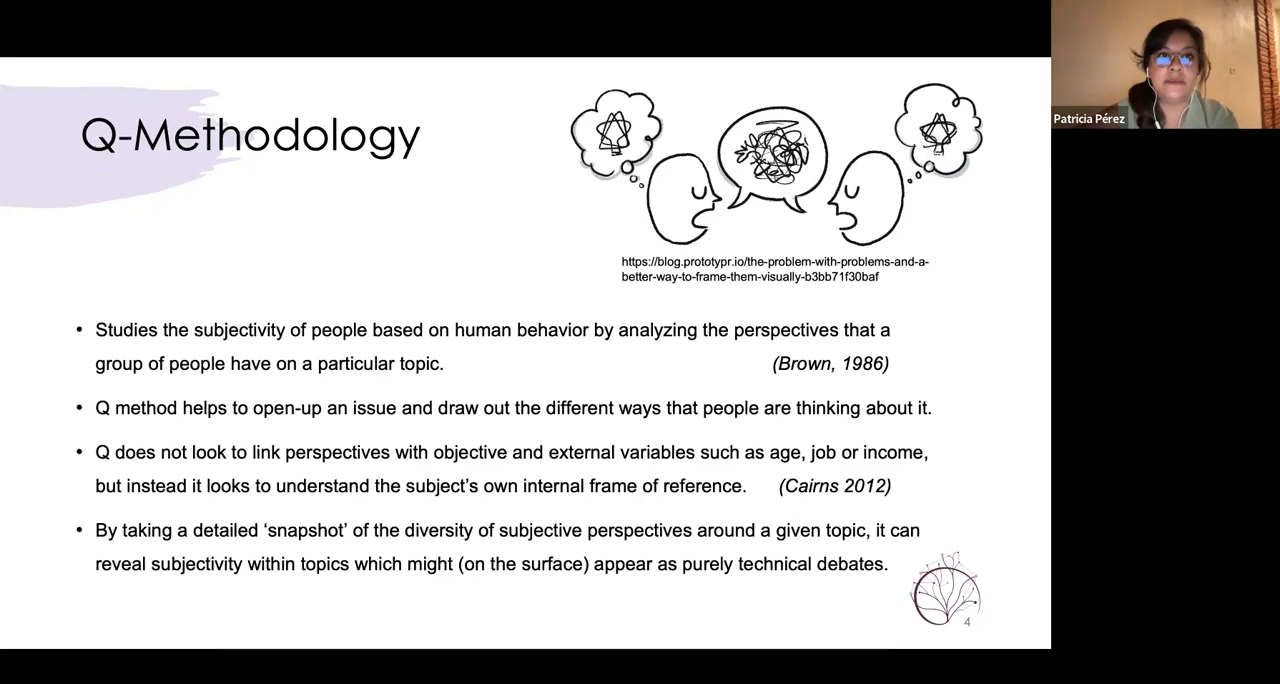 Q-Methodology
Patricia Pérez
https://blog.prototypr.io/the-problem-with-problems-and-a-
better-way-to-frame-them-visually-b3bb71f30baf
• Studies the subjectivity of people based on human behavior by analyzing the perspectives that a
group of people have on a particular topic. (Brown, 1986)
• Q method helps to open-up an issue and draw out the different ways that people are thinking about it.
• Q does not look to link perspectives with objective and external variables such as age, job or income,
but instead it looks to understand the subject’s own internal frame of reference. (Cairns 2012)
• By taking a detailed ‘snapshot’ of the diversity of subjective perspectives around a given topic, it can
reveal subjectivity within topics which might (on the surface) appear as purely technical debates.
4